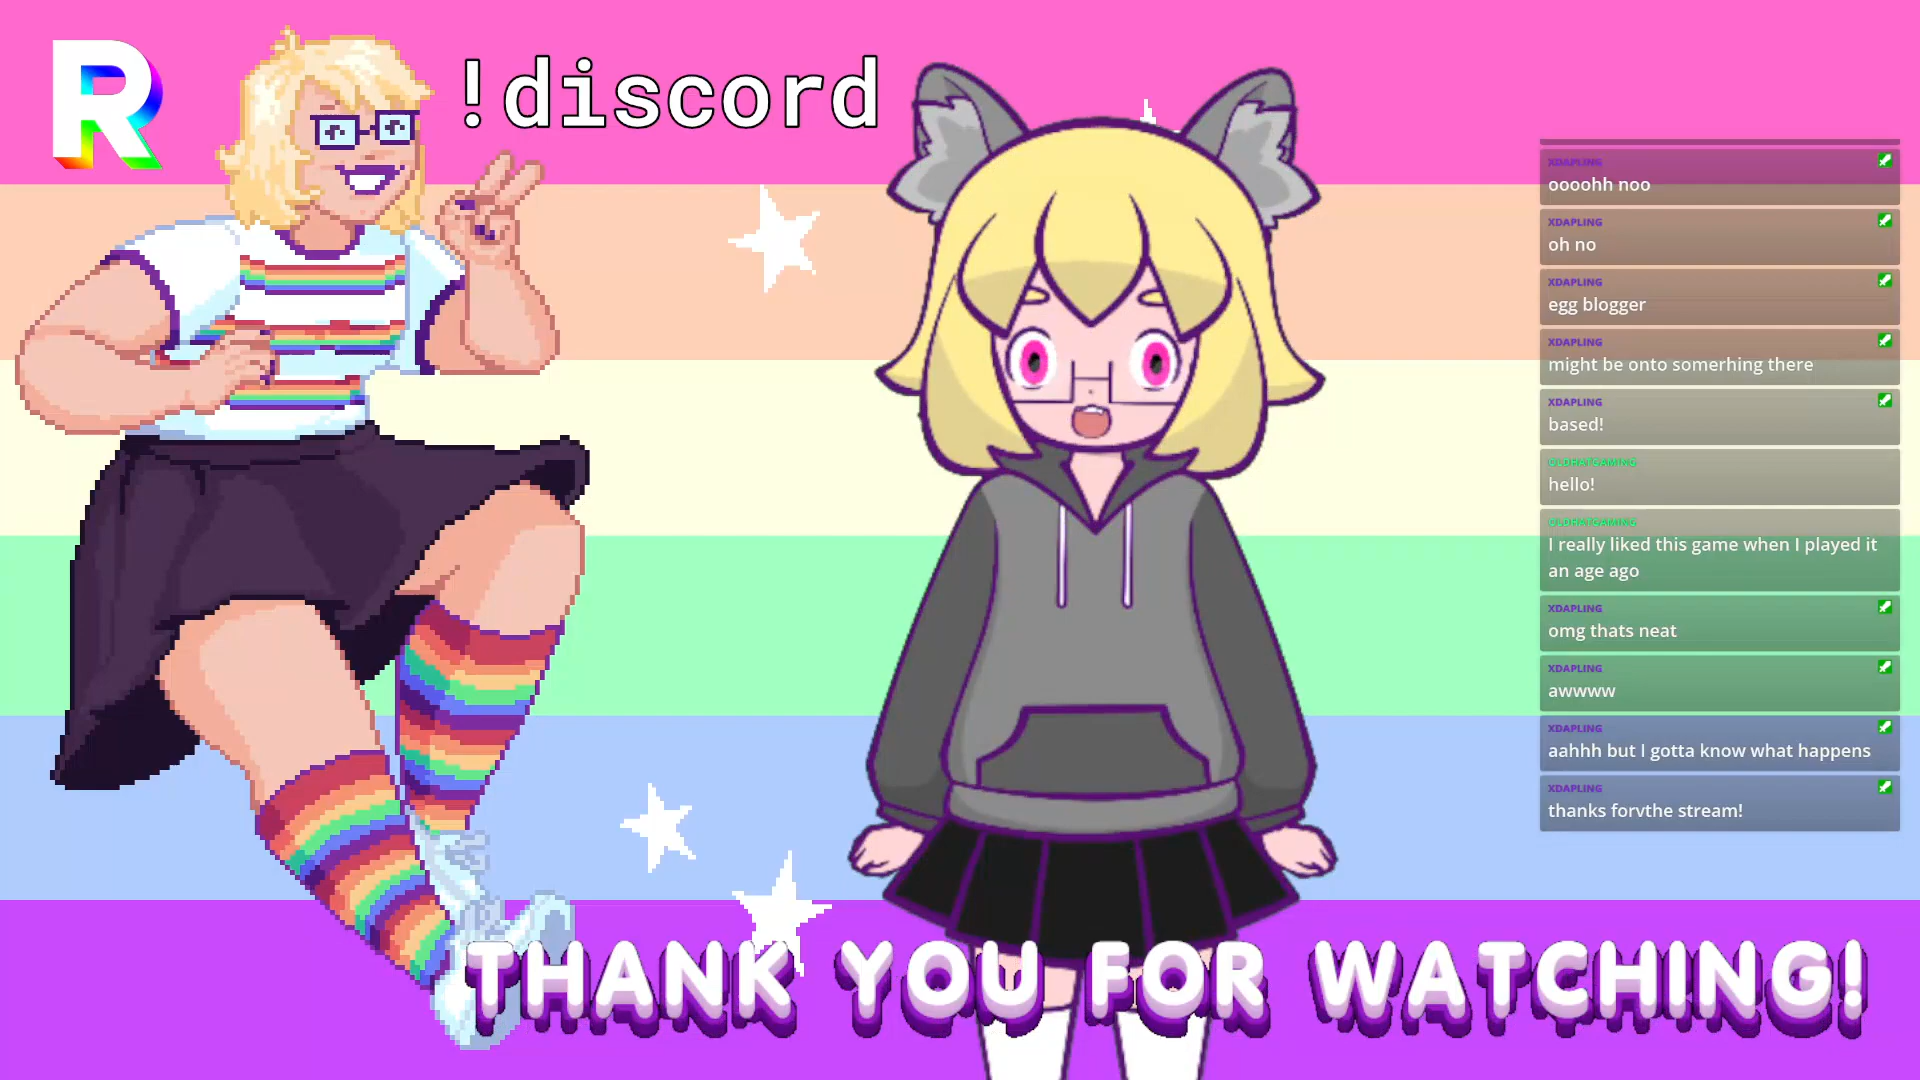 R
!discord
XDAPLING
oooohh noo
XDAPLING
oh no
XDAPLING
egg blogger
XDAPLING
might be onto somerhing there
XDAPLING
based!
OLDHATGAMING
hello!
OLDHATGAMING
I really liked this game when I played it
an age ago
XDAPLING
omg thats neat
XDAPLING
awwww
XDAPLING
aahhh but I gotta know what happens
XDAPLING
thanks forvthe stream!
THANK YOU FOR WATCHING!